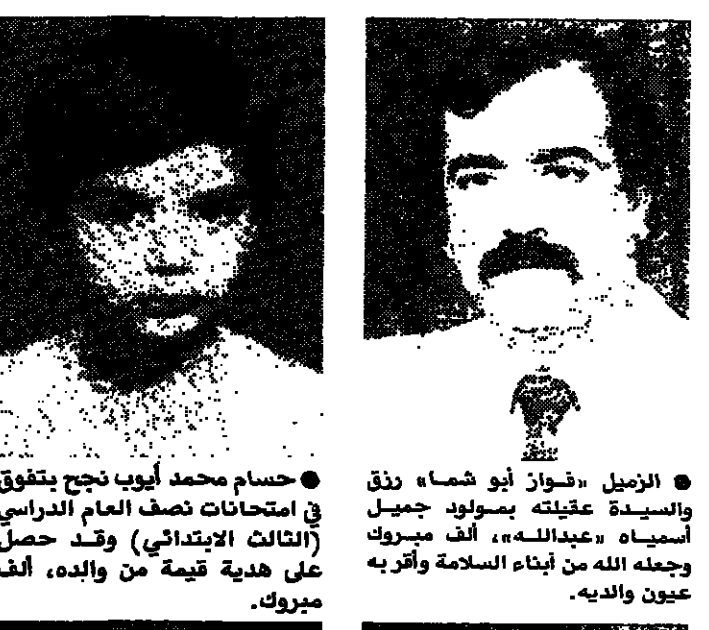 ● الزميل «فواز أبو شما» رزق
والسيدة عقيلته بمولود جميل
أسمياه «عبدالله»، ألف مبروك
وجعله الله من أبناء السلامة وأقر به
عيون والديه.
● حسام محمد أيوب نجح بتفوق
في امتحانات نصف العام الدراسي
(الثالث الابتدائي) وقد حصل
على هدية قيمة من والده، ألف
مبروك.